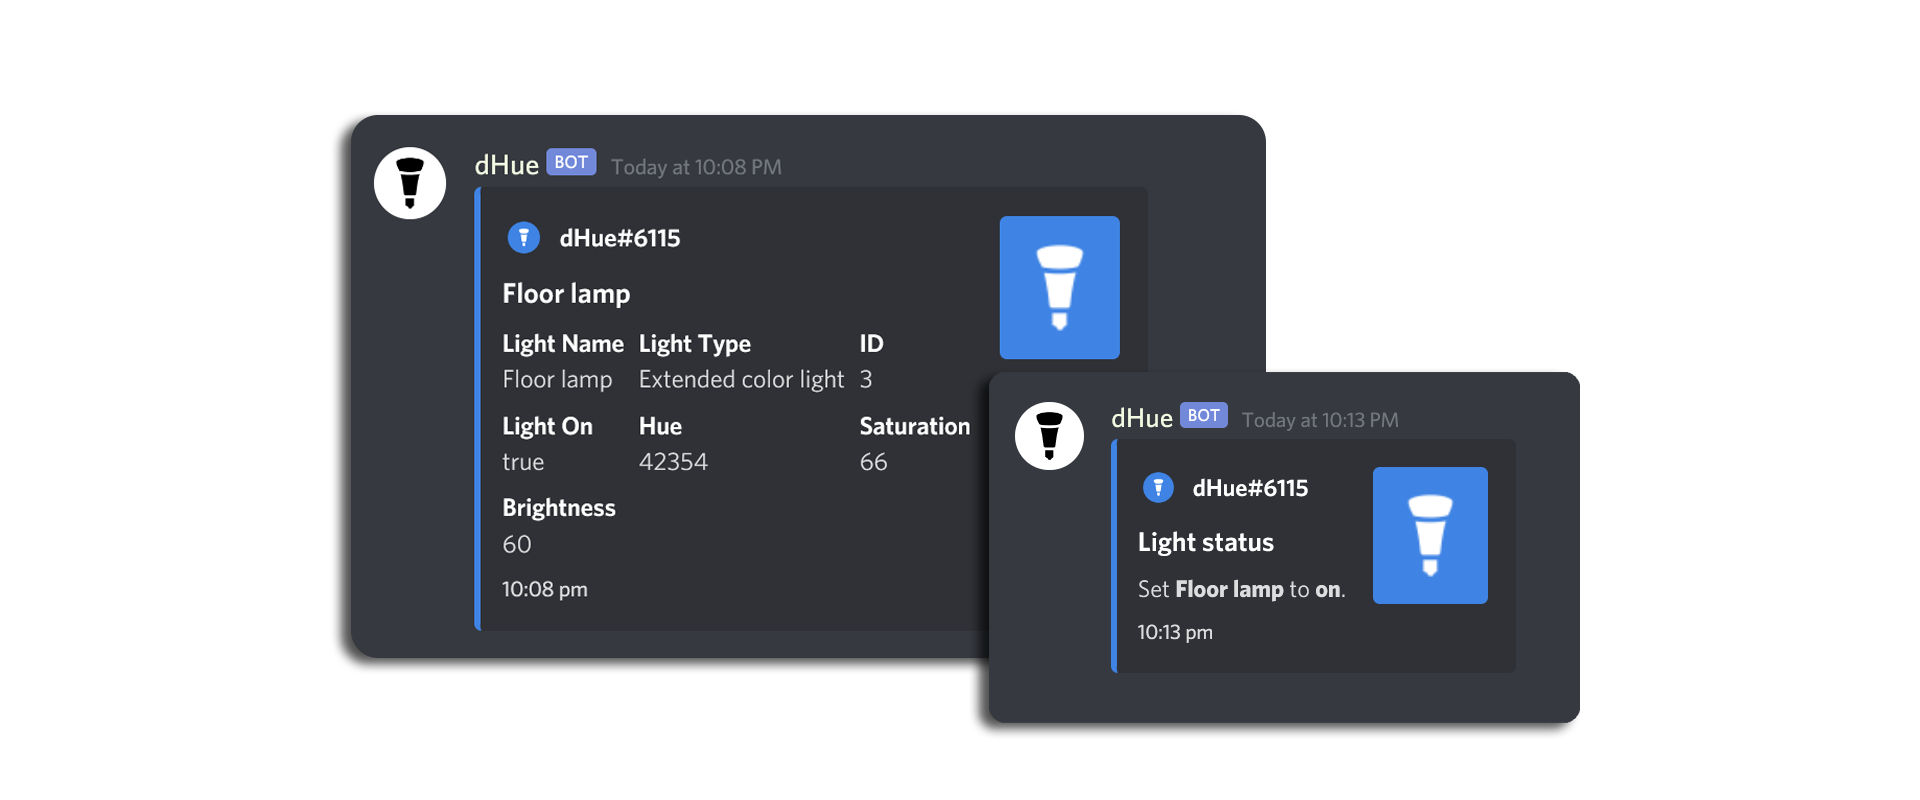 dHue BOT Today at 10:08 PM
dHue#6115
Floor lamp
Light Name Light Type ID
Floor lamp Extended color light 3
Light On Hue Saturation
true 42354 66
Brightness
60
10:08 pm
dHue BOT Today at 10:13 PM
dHue#6115
Light status
Set Floor lamp to on.
10:13 pm